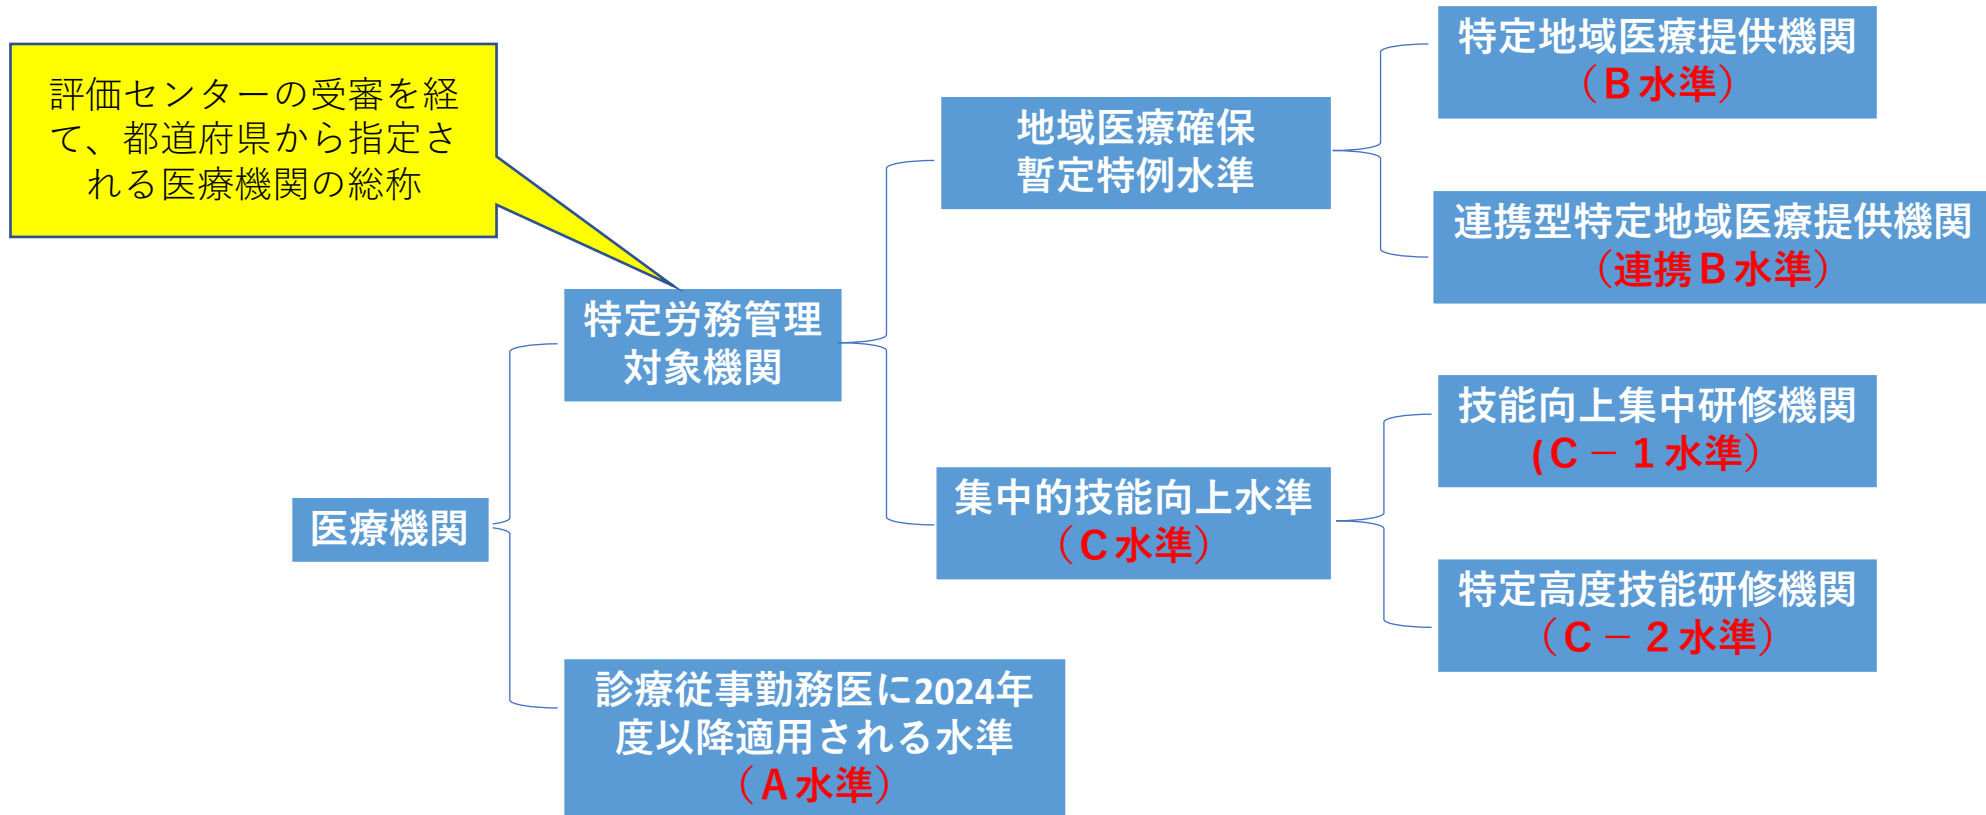 評価センターの受審を経
て、都道府県から指定さ
れる医療機関の総称
医療機関
特定労務管理
対象機関
診療従事勤務医に2024年
度以降適用される水準
（Ａ水準）
地域医療確保
暫定特例水準
集中的技能向上水準
（Ｃ水準）
特定地域医療提供機関
（Ｂ水準）
連携型特定地域医療提供機関
（連携Ｂ水準）
技能向上集中研修機関
(Ｃ－１水準）
特定高度技能研修機関
（Ｃ－２水準）